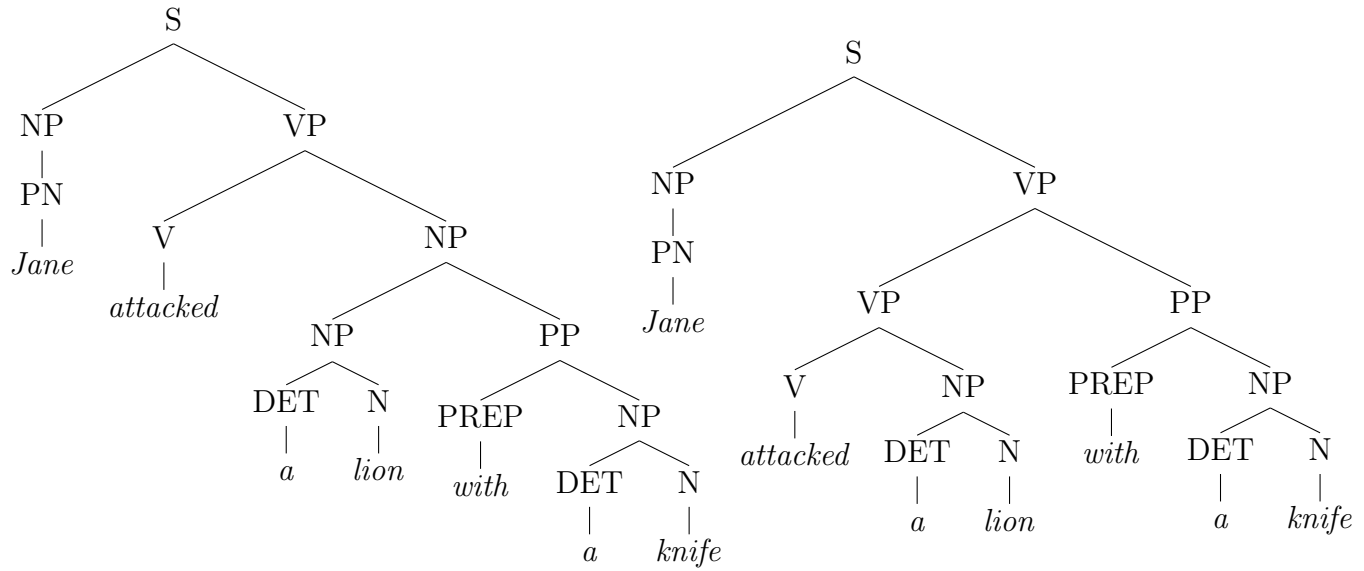 S
NP VP
PN
Jane
V NP
attacked
NP PP
DET N PREP NP
a lion with DET N
a knife
S
NP VP
PN
Jane
VP PP
V NP PREP NP
attacked DET N with DET N
a lion a knife